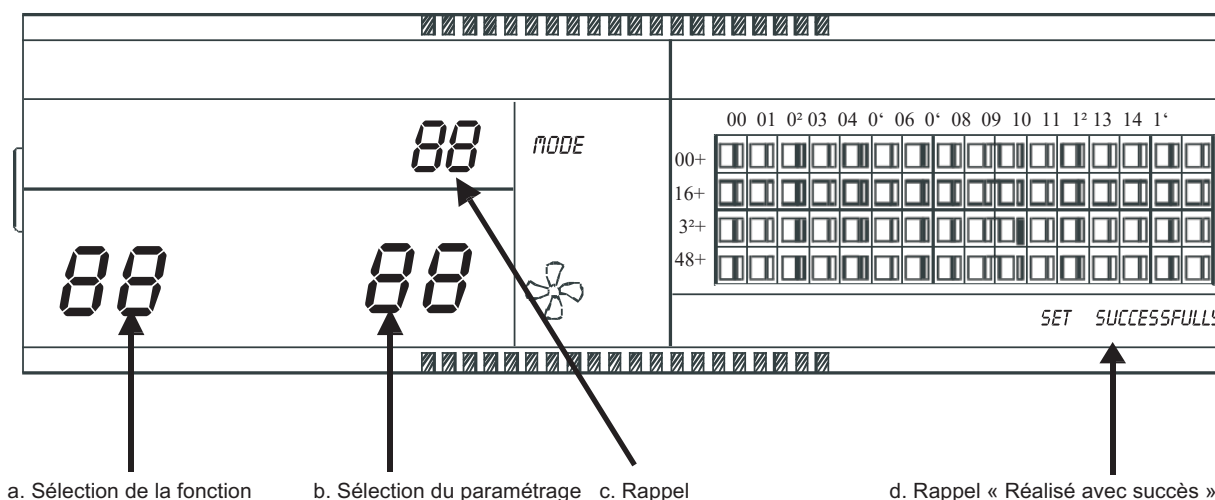 00 01 0² 03 04 0‘ 06 0‘ 08 09 10 11 1² 13 14 1‘
88 MODE
00+
16+
3²+
48+
88 88
SET SUCCESSFULLY
a. Sélection de la fonction b. Sélection du paramétrage c. Rappel d. Rappel « Réalisé avec succès »